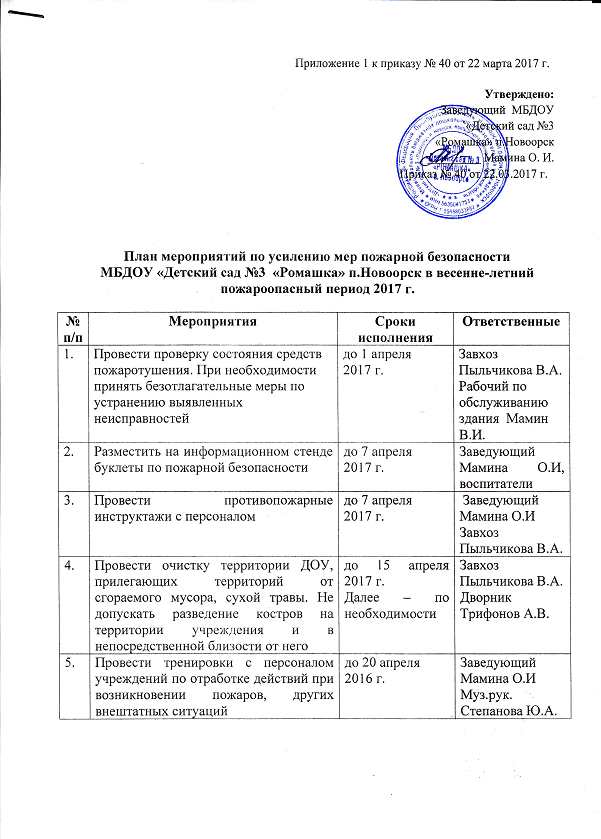 Приложение 1 к приказу № 40 от 22 марта 2017 г.
Утверждено:
Заведующий МБДОУ
«Детский сад №3
«Ромашка» п.Новоорск
Мамина О. И.
Приказ № 40 от 22.03.2017 г.
План мероприятий по усилению мер пожарной безопасности
МБДОУ «Детский сад №3 «Ромашка» п.Новоорск в весенне-летний
пожароопасный период 2017 г.
№ п/п
Мероприятия
Сроки исполнения
Ответственные
1.
Провести проверку состояния средств
пожаротушения. При необходимости
принять безотлагательные меры по
устранению выявленных
неисправностей
до 1 апреля
2017 г.
Завхоз
Пыльчикова В.А.
Рабочий по
обслуживанию
здания Мамин
В.И.
2.
Разместить на информационном стенде
буклеты по пожарной безопасности
до 7 апреля
2017 г.
Заведующий
Мамина О.И,
воспитатели
3.
Провести противопожарные
инструктажи с персоналом
до 7 апреля
2017 г.
Заведующий
Мамина О.И
Завхоз
Пыльчикова В.А.
4.
Провести очистку территории ДОУ,
прилегающих территорий от
сгораемого мусора, сухой травы. Не
допускать разведение костров на
территории учреждения и в
непосредственной близости от него
до 15 апреля
2017 г.
Далее – по
необходимости
Завхоз
Пыльчикова В.А.
Дворник
Трифонов А.В.
5.
Провести тренировки с персоналом
учреждений по отработке действий при
возникновении пожаров, других
внештатных ситуаций
до 20 апреля
2016 г.
Заведующий
Мамина О.И
Муз.рук.
Степанова Ю.А.